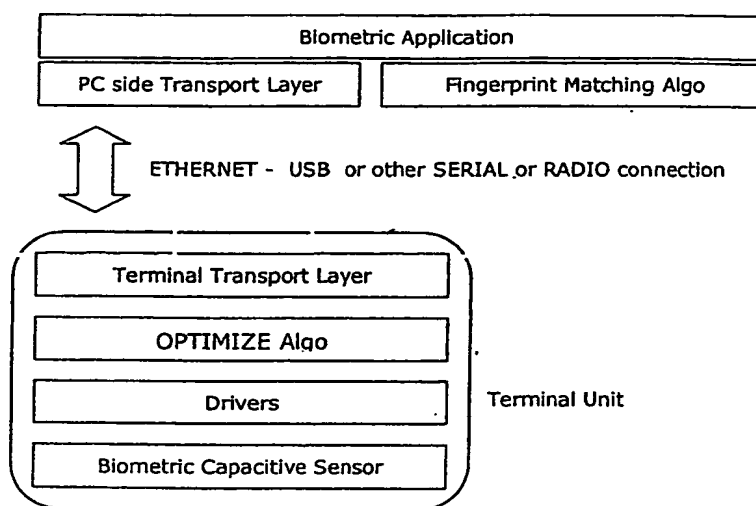 Biometric Application
PC side Transport Layer
Fingerprint Matching Algo
ETHERNET - USB or other SERIAL or RADIO connection
Terminal Transport Layer
OPTIMIZE Algo
Drivers
Terminal Unit
Biometric Capacitive Sensor